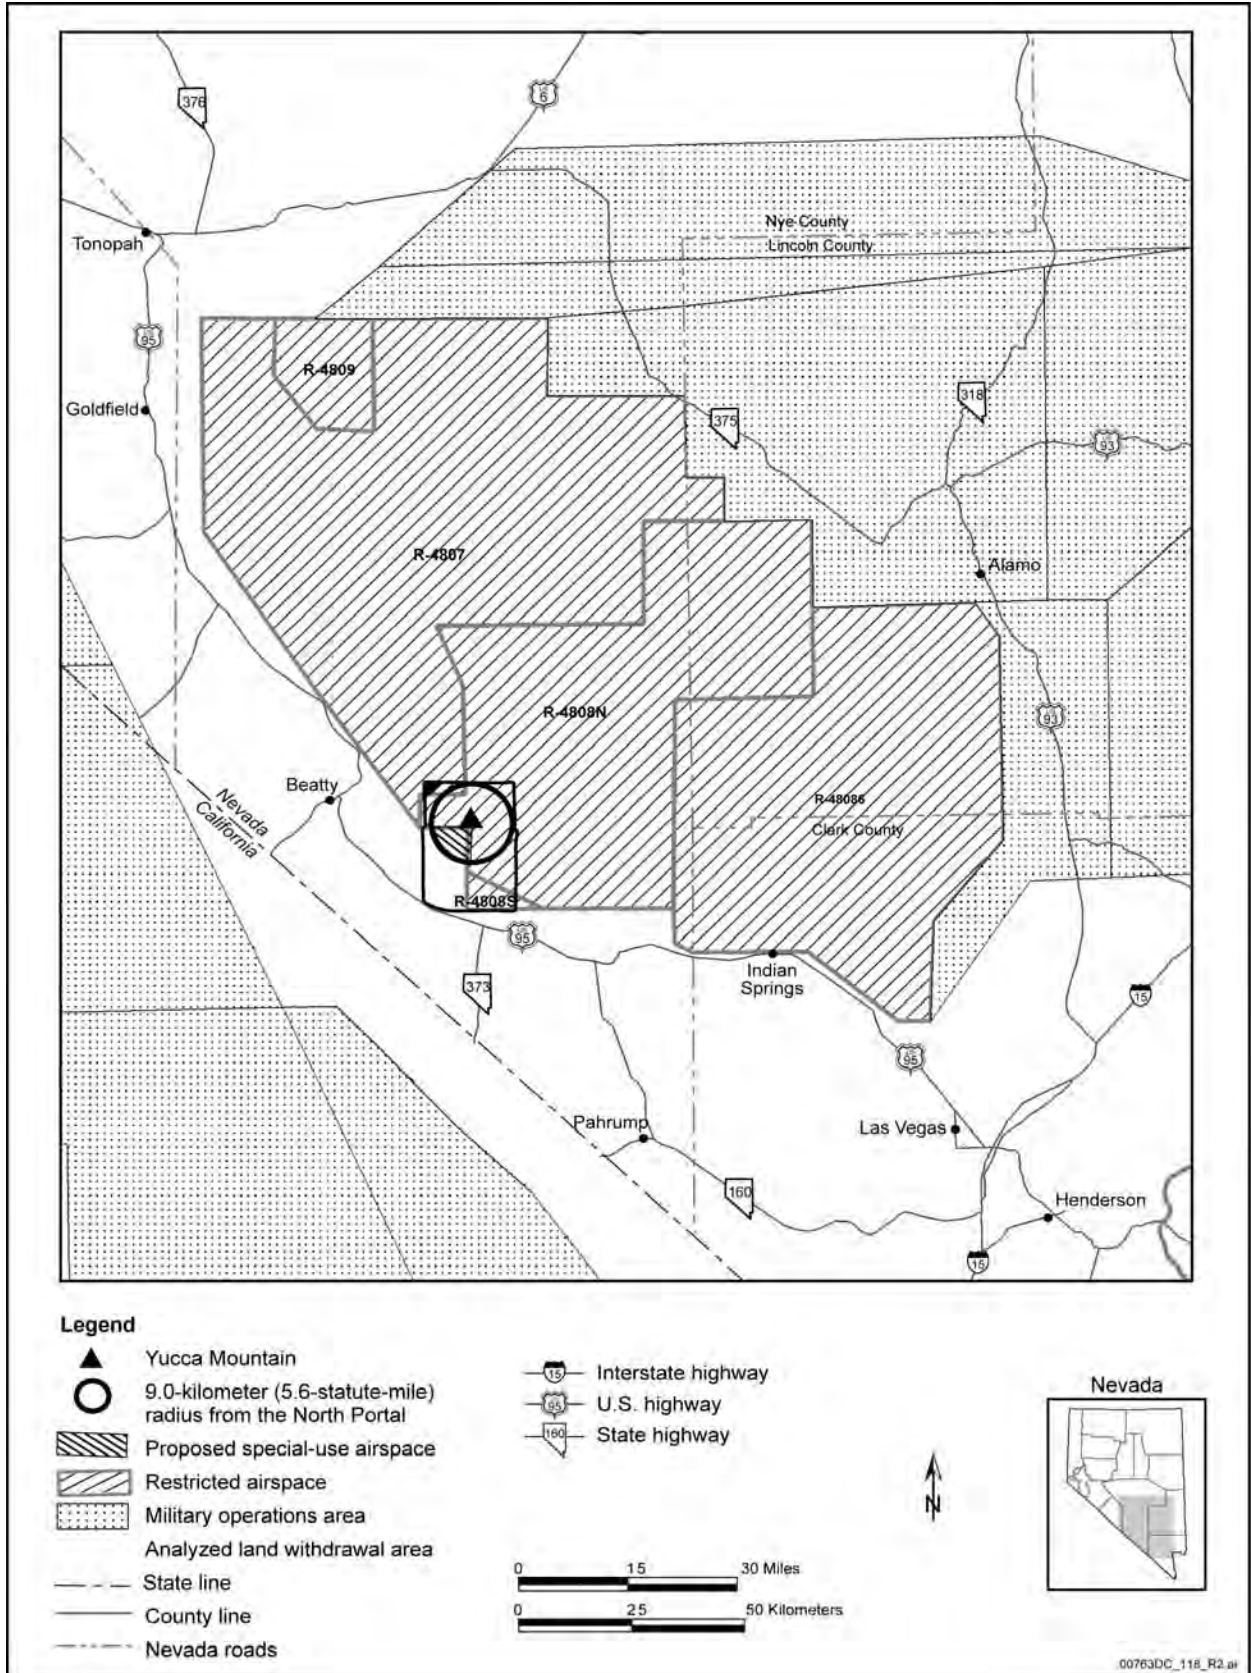 376
U.S.
6
Nye County
Lincoln County
Tonopah
95
R-4809
Goldfield
375
318
93
R-4807
Alamo
R-4808N
93
Beatty
Nevada
California
R-48086
Clark County
R-4808S
95
373
Indian
Springs
15
95
Pahrump
Las Vegas
160
Henderson
15
Legend
Yucca Mountain
9.0-kilometer (5.6-statute-mile)
radius from the North Portal
Proposed special-use airspace
Restricted airspace
Military operations area
Analyzed land withdrawal area
State line
County line
Nevada roads
15 Interstate highway
95 U.S. highway
160 State highway
N
0 15 30 Miles
0 25 50 Kilometers
Nevada
00763DC_118_R2.ai